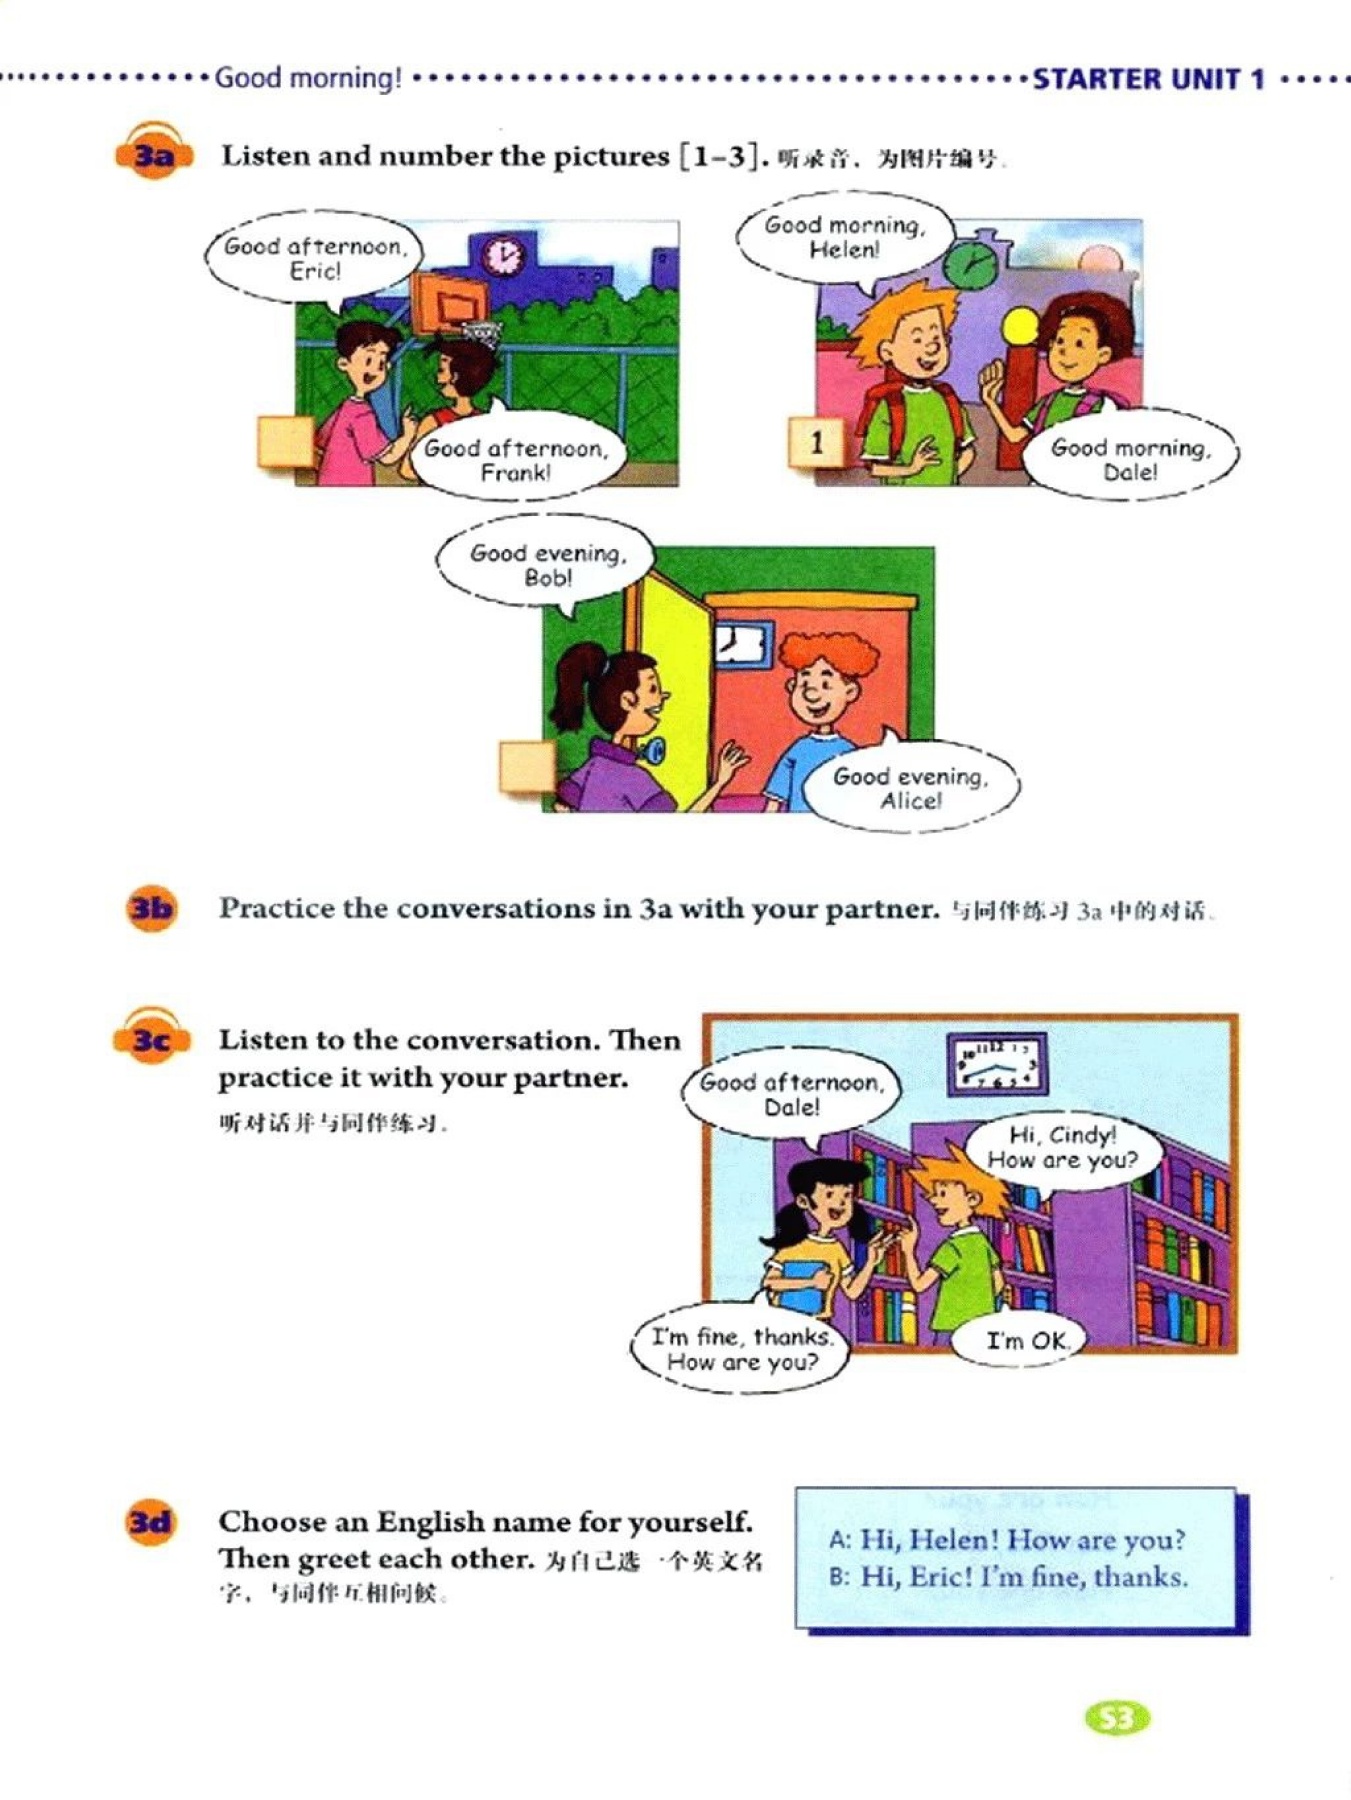 Good morning! STARTER UNIT 1
3a Listen and number the pictures [1-3]. 听录音，为图片编号。
Good afternoon,
Eric!
Good afternoon,
Frank!
Good morning,
Helen!
1
Good morning,
Dale!
Good evening,
Bob!
Good evening,
Alice!
3b Practice the conversations in 3a with your partner. 与同伴练习 3a 中的对话。
3c Listen to the conversation. Then
practice it with your partner.
听对话并与同伴练习。
Good afternoon,
Dale!
Hi, Cindy!
How are you?
I'm fine, thanks.
How are you?
I'm OK.
3d Choose an English name for yourself.
Then greet each other. 为自己选一个英文名
字，与同伴互相问候。
A: Hi, Helen! How are you?
B: Hi, Eric! I'm fine, thanks.
S3